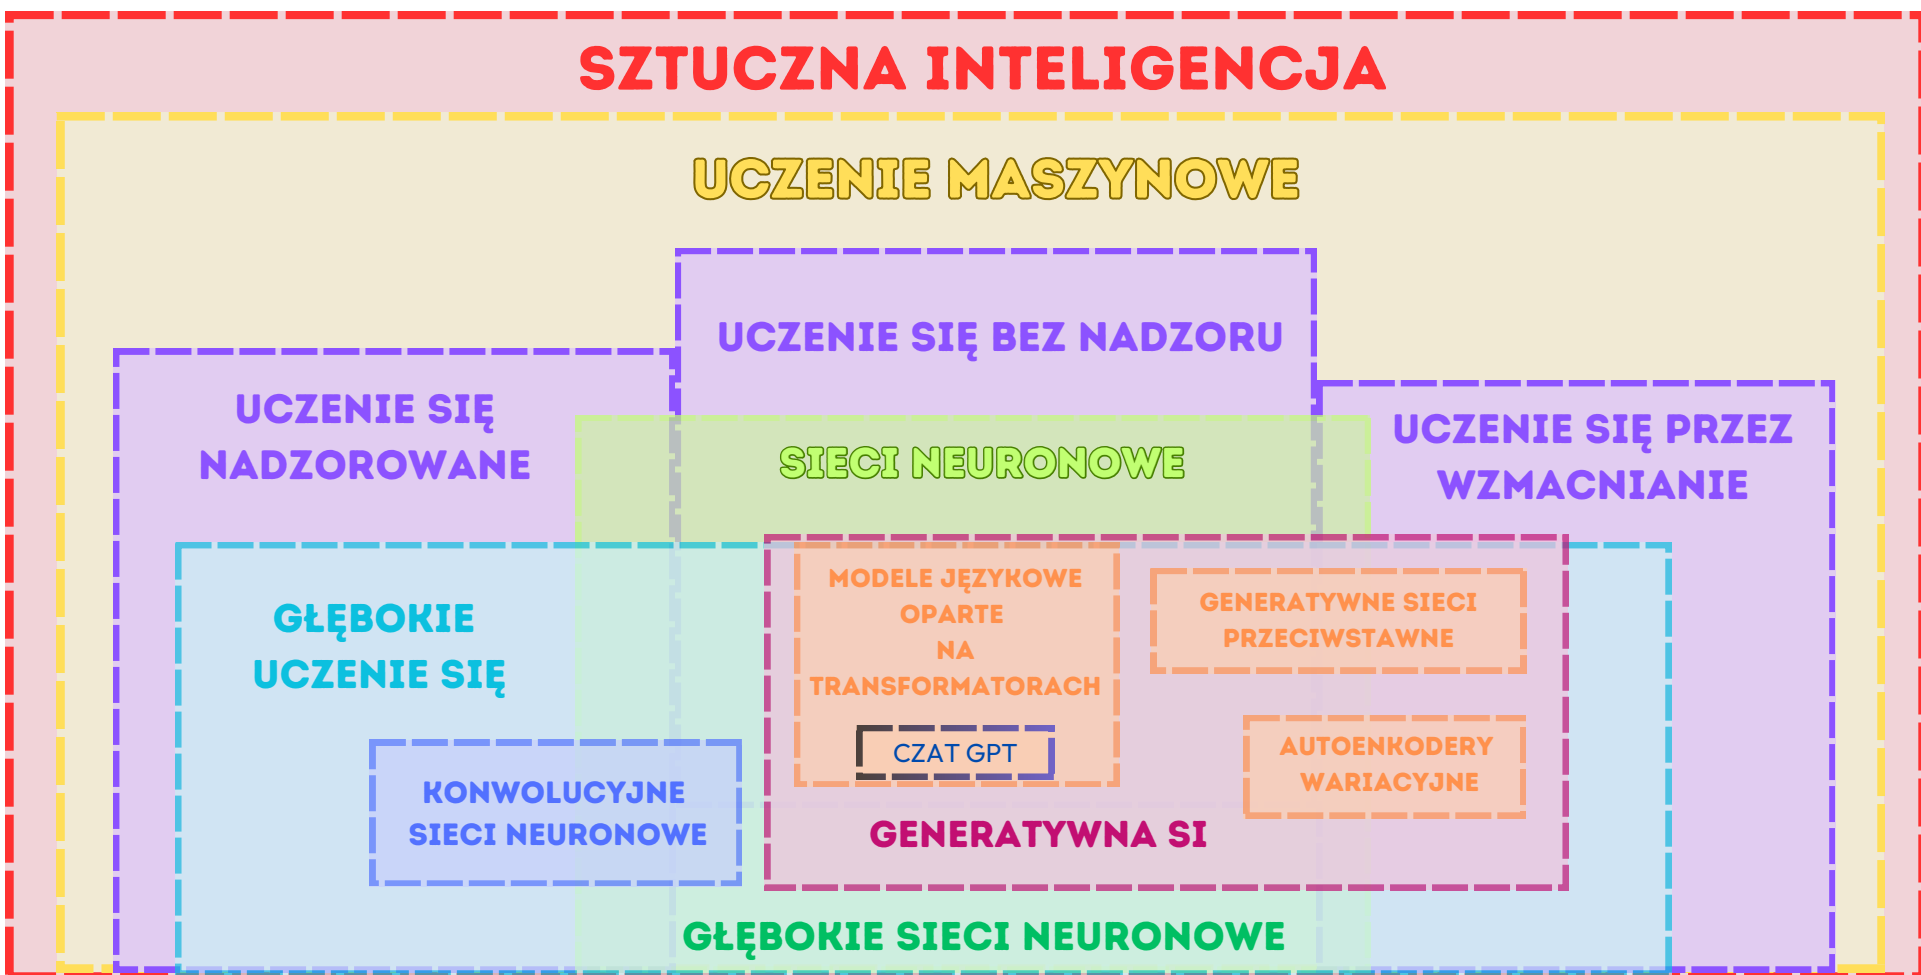 SZTUCZNA INTELIGENCJA
UCZENIE MASZYNOWE
UCZENIE SIĘ BEZ NADZORU
UCZENIE SIĘ
NADZOROWANE
UCZENIE SIĘ PRZEZ
WZMACNIANIE
SIECI NEURONOWE
GŁĘBOKIE
UCZENIE SIĘ
MODELE JĘZYKOWE
OPARTE
NA
TRANSFORMATORACH
CZAT GPT
GENERATYWNE SIECI
PRZECIWSTAWNE
AUTOENKODERY
WARIACYJNE
KONWOLUCYJNE
SIECI NEURONOWE
GENERATYWNA SI
GŁĘBOKIE SIECI NEURONOWE